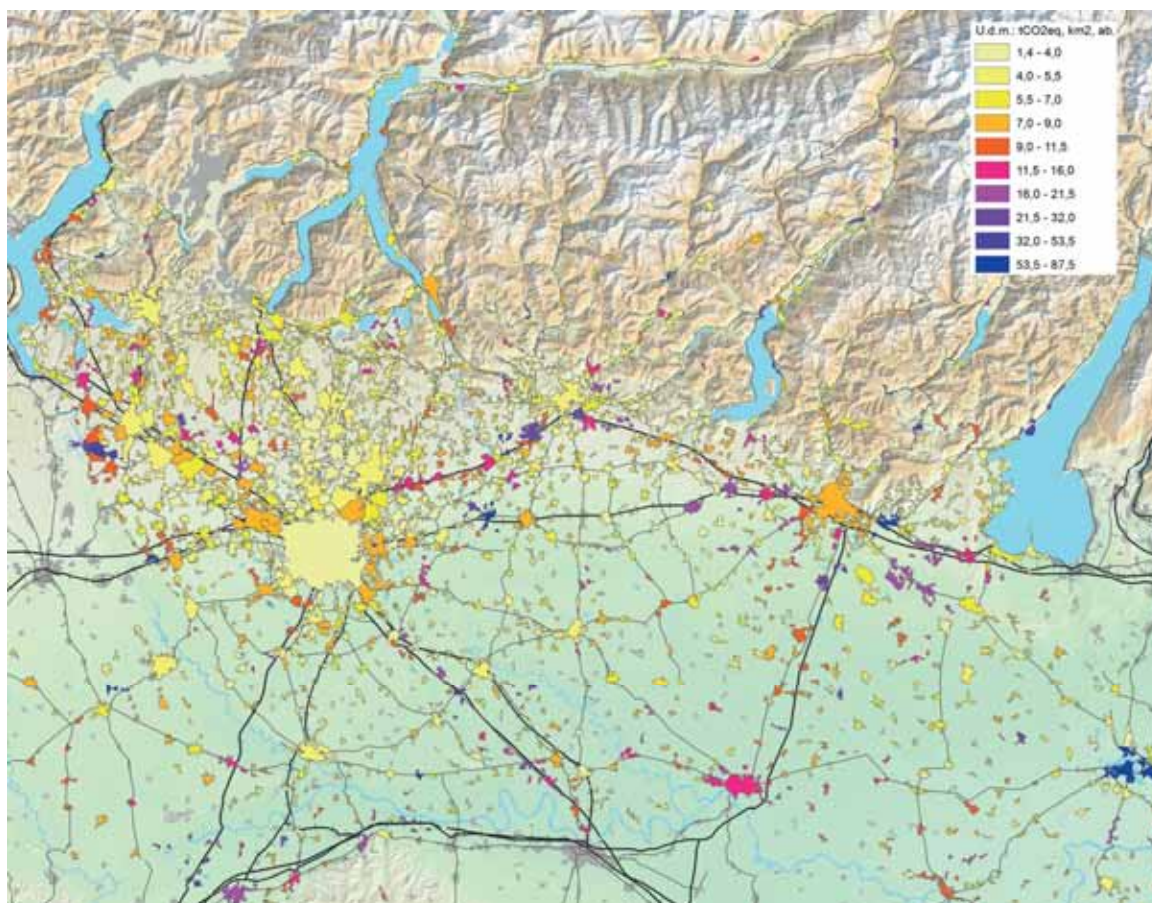 U.d.m.: tCO2eq, km2, ab.
1,4 - 4,0
4,0 - 5,5
5,5 - 7,0
7,0 - 9,0
9,0 - 11,5
11,5 - 16,0
16,0 - 21,5
21,5 - 32,0
32,0 - 53,5
53,5 - 87,5